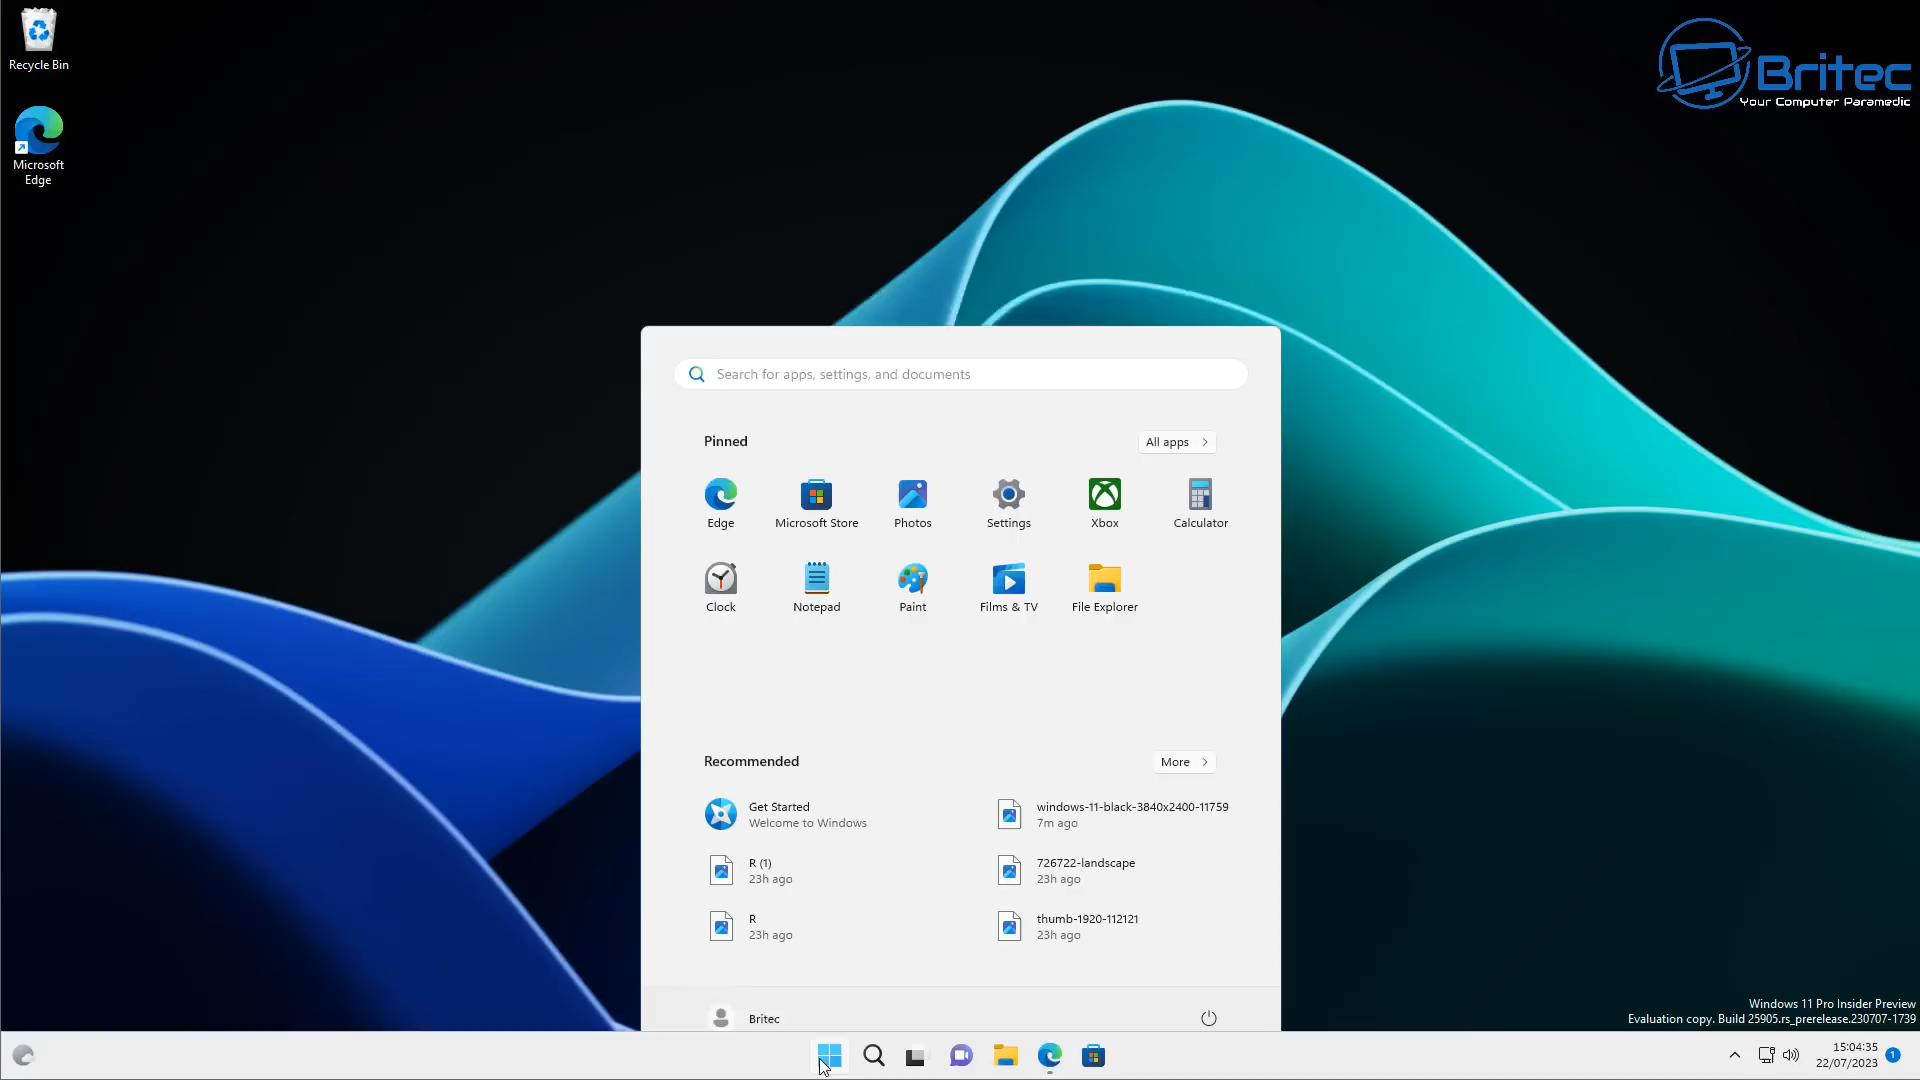 Recycle Bin
Microsoft
Edge
Britec
Your Computer Paramedic
Search for apps, settings, and documents
Pinned
All apps
Edge
Microsoft Store
Photos
Settings
Xbox
Calculator
Clock
Notepad
Paint
Films & TV
File Explorer
Recommended
More
Get Started
Welcome to Windows
windows-11-black-3840x2400-11759
7m ago
R (1)
23h ago
726722-landscape
23h ago
R
23h ago
thumb-1920-112121
23h ago
Britec
Windows 11 Pro Insider Preview
Evaluation copy. Build 25905.rs_prerelease.230707-1739
15:04:35
22/07/2023
1